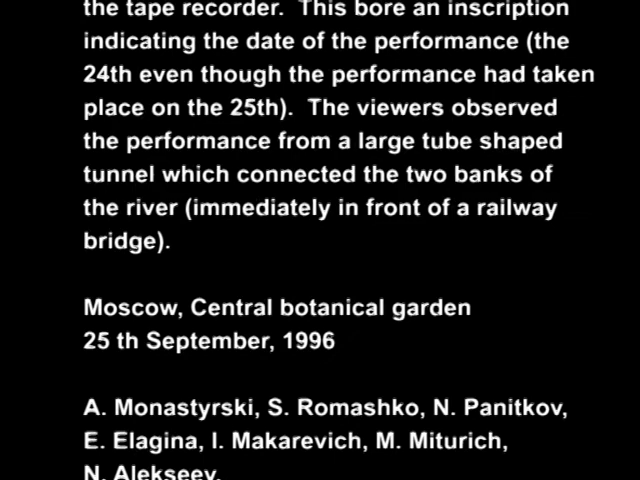 the tape recorder. This bore an inscription
indicating the date of the performance (the
24th even though the performance had taken
place on the 25th). The viewers observed
the performance from a large tube shaped
tunnel which connected the two banks of
the river (immediately in front of a railway
bridge).
Moscow, Central botanical garden
25 th September, 1996
A. Monastyrski, S. Romashko, N. Panitkov,
E. Elagina, I. Makarevich, M. Miturich,
N. Alekseev.